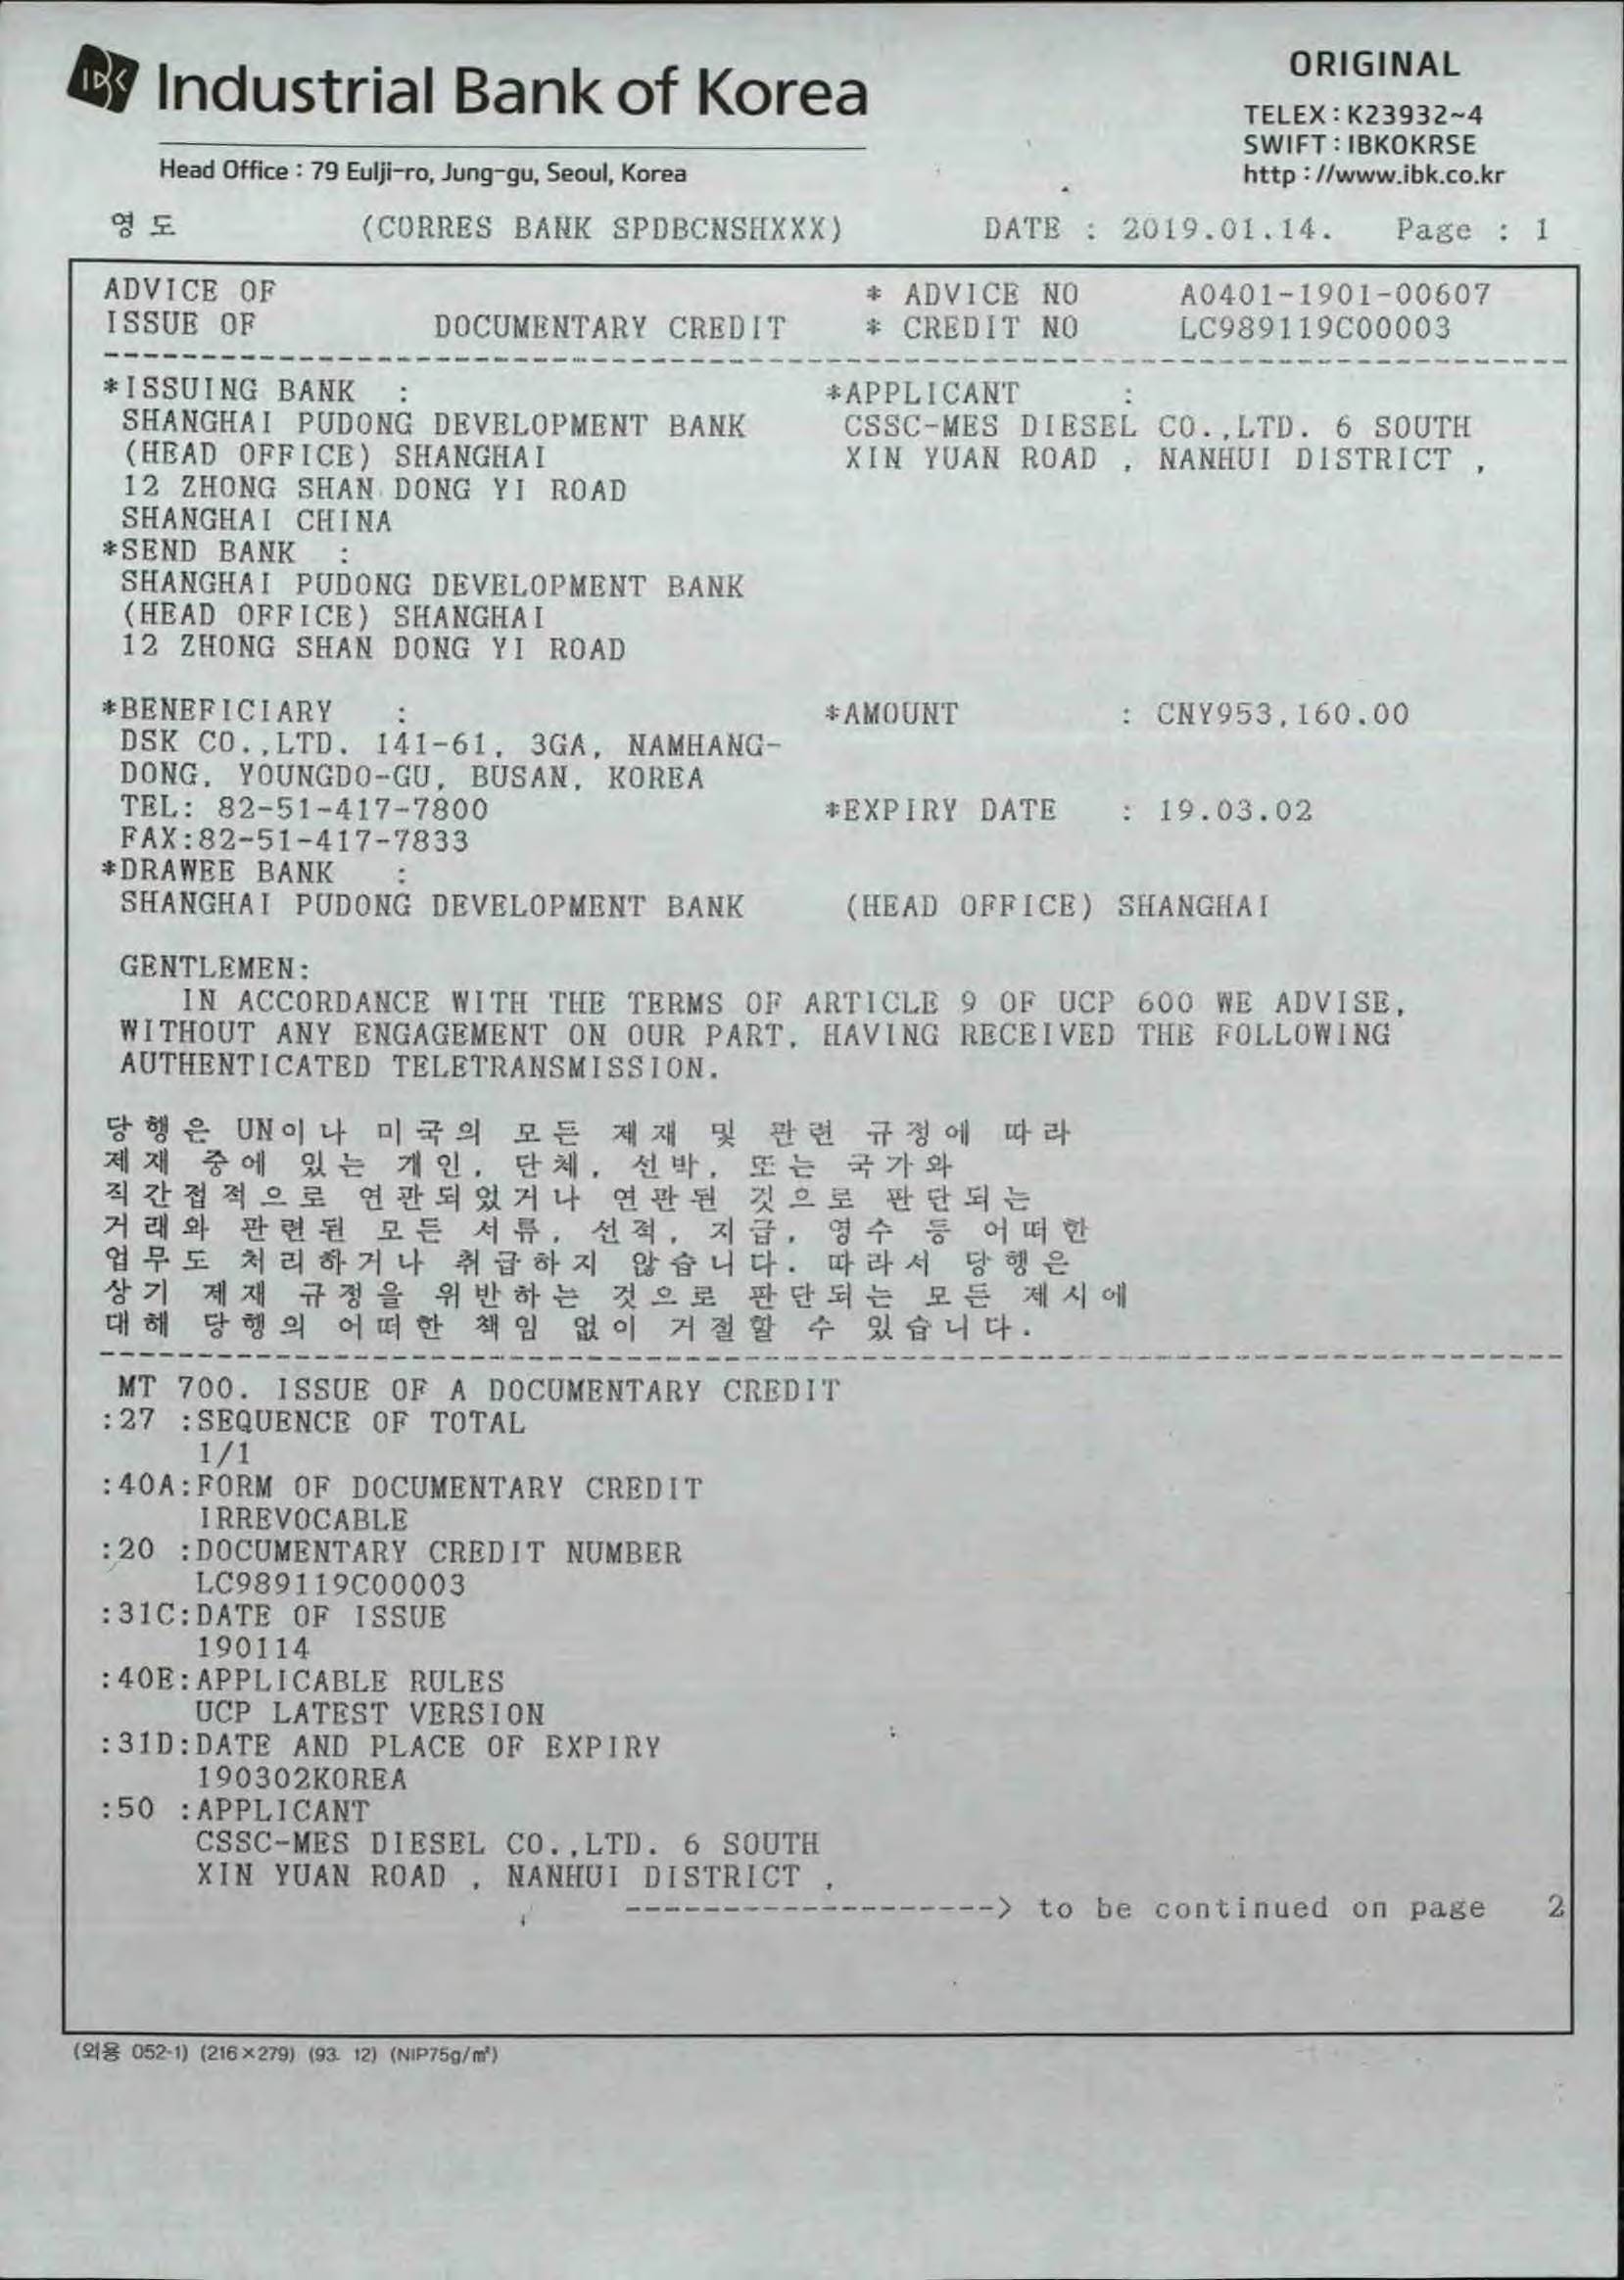 IBK Industrial Bank of Korea
ORIGINAL
TELEX : K23932~4
SWIFT : IBKOKRSE
http : //www.ibk.co.kr
Head Office : 79 Eulji-ro, Jung-gu, Seoul, Korea
영도 (CORRES BANK SPDBCNSHXXX) DATE : 2019.01.14. Page : 1
ADVICE OF * ADVICE NO A0401-1901-00607
ISSUE OF DOCUMENTARY CREDIT * CREDIT NO LC989119C00003
*ISSUING BANK : *APPLICANT :
SHANGHAI PUDONG DEVELOPMENT BANK CSSC-MES DIESEL CO.,LTD. 6 SOUTH
(HEAD OFFICE) SHANGHAI XIN YUAN ROAD , NANHUI DISTRICT ,
12 ZHONG SHAN DONG YI ROAD
SHANGHAI CHINA
*SEND BANK :
SHANGHAI PUDONG DEVELOPMENT BANK
(HEAD OFFICE) SHANGHAI
12 ZHONG SHAN DONG YI ROAD
*BENEFICIARY : *AMOUNT : CNY953,160.00
DSK CO.,LTD. 141-61, 3GA, NAMHANG-
DONG, YOUNGDO-GU, BUSAN, KOREA
TEL: 82-51-417-7800 *EXPIRY DATE : 19.03.02
FAX:82-51-417-7833
*DRAWEE BANK :
SHANGHAI PUDONG DEVELOPMENT BANK (HEAD OFFICE) SHANGHAI
GENTLEMEN:
IN ACCORDANCE WITH THE TERMS OF ARTICLE 9 OF UCP 600 WE ADVISE,
WITHOUT ANY ENGAGEMENT ON OUR PART, HAVING RECEIVED THE FOLLOWING
AUTHENTICATED TELETRANSMISSION.
당행은 UN이나 미국의 모든 제재 및 관련 규정에 따라
제재 중에 있는 개인, 단체, 선박, 또는 국가와
직간접적으로 연관되었거나 연관된 것으로 판단되는
거래와 관련된 모든 서류, 선적, 지급, 영수 등 어떠한
업무도 처리하거나 취급하지 않습니다. 따라서 당행은
상기 제재 규정을 위반하는 것으로 판단되는 모든 제시에
대해 당행의 어떠한 책임 없이 거절할 수 있습니다.
MT 700. ISSUE OF A DOCUMENTARY CREDIT
:27 :SEQUENCE OF TOTAL
1/1
:40A:FORM OF DOCUMENTARY CREDIT
IRREVOCABLE
:20 :DOCUMENTARY CREDIT NUMBER
LC989119C00003
:31C:DATE OF ISSUE
190114
:40E:APPLICABLE RULES
UCP LATEST VERSION
:31D:DATE AND PLACE OF EXPIRY
190302KOREA
:50 :APPLICANT
CSSC-MES DIESEL CO.,LTD. 6 SOUTH
XIN YUAN ROAD , NANHUI DISTRICT ,
-------------------> to be continued on page 2
(외용 052-1) (216×279) (93. 12) (NIP75g/㎡)